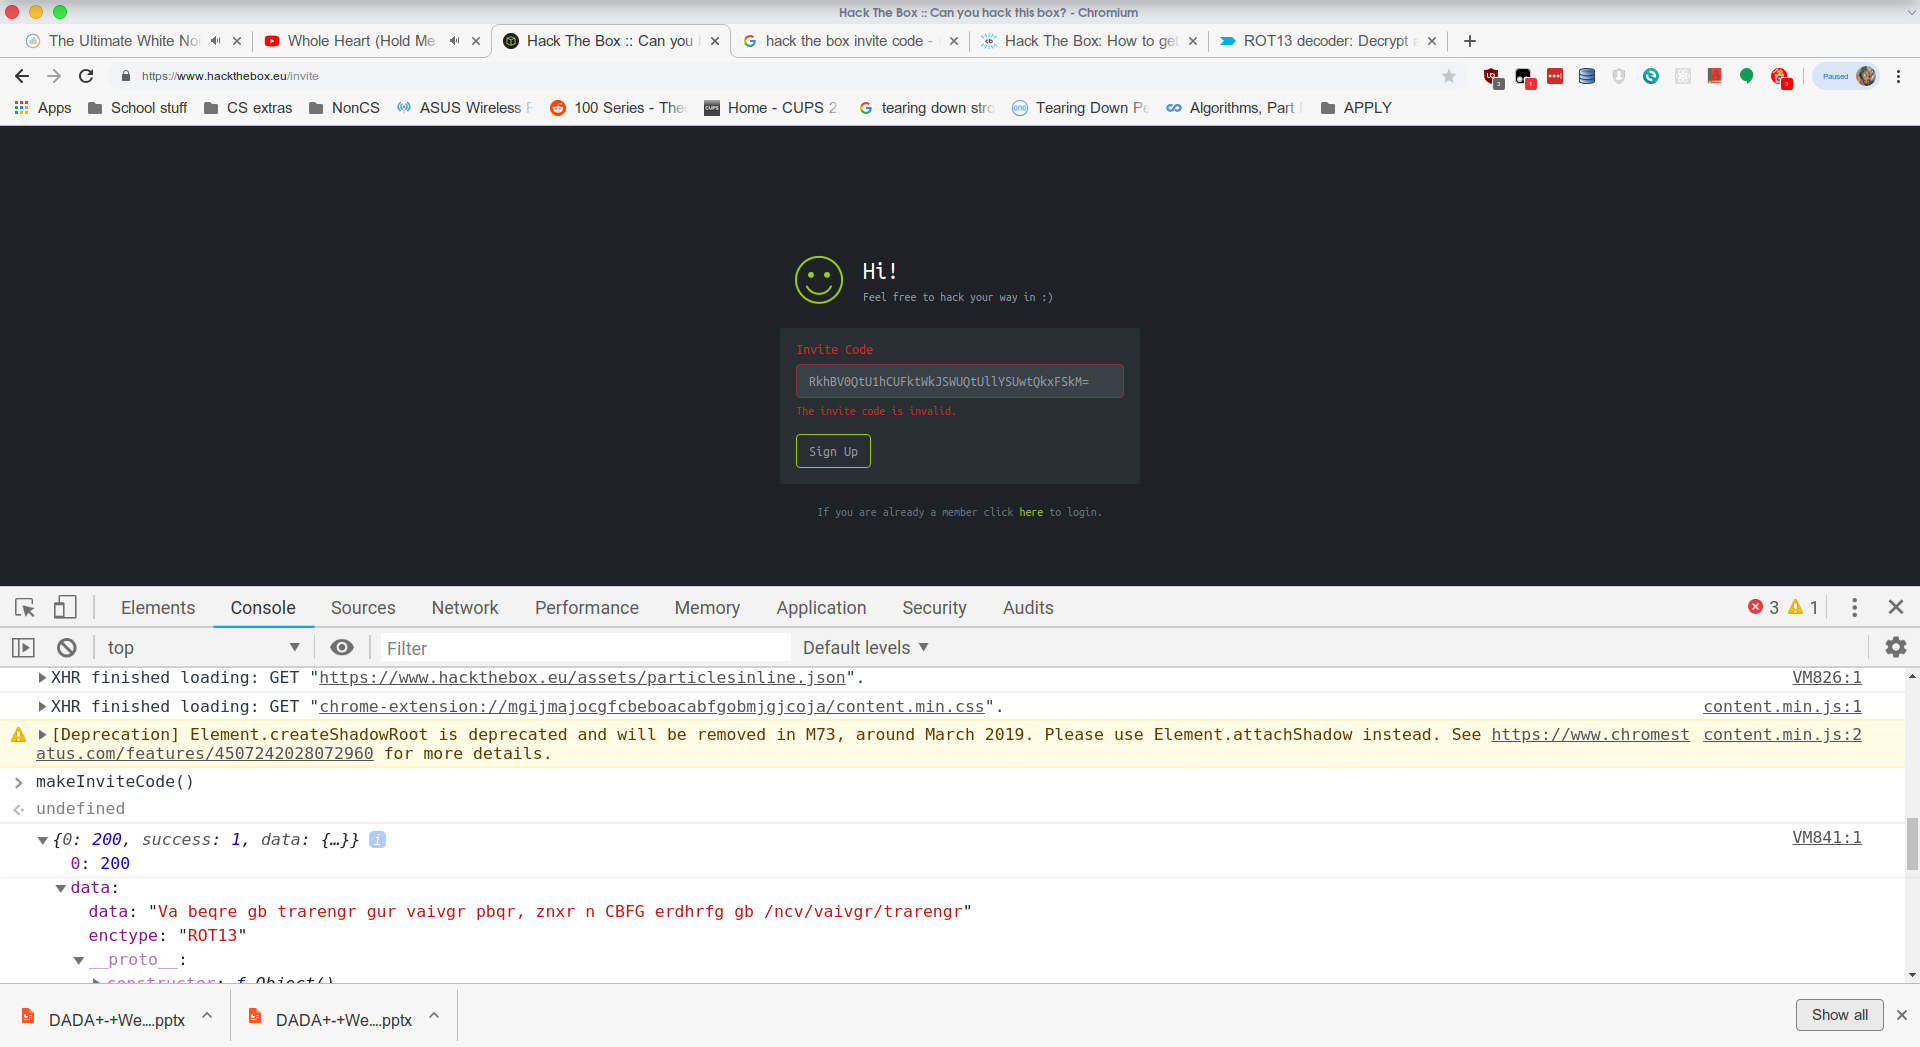 Hack The Box :: Can you hack this box? - Chromium
The Ultimate White Noi
Whole Heart (Hold Me
Hack The Box :: Can you
hack the box invite code -
Hack The Box: How to get
ROT13 decoder: Decrypt a
https://www.hackthebox.eu/invite
Paused
Apps
School stuff
CS extras
NonCS
ASUS Wireless R
100 Series - The
Home - CUPS 2.
tearing down stro
Tearing Down Pe
Algorithms, Part I
APPLY
Hi!
Feel free to hack your way in :)
Invite Code
RkhBV0QtU1hCUFktWkJSWUQtUllYSUwtQkxFSkM=
The invite code is invalid.
Sign Up
If you are already a member click here to login.
Elements Console Sources Network Performance Memory Application Security Audits
3 1
top
Filter
Default levels
XHR finished loading: GET "https://www.hackthebox.eu/assets/particlesinline.json".
VM826:1
XHR finished loading: GET "chrome-extension://mgijmajocgfcbeboacabfgobmjgjcoja/content.min.css".
content.min.js:1
[Deprecation] Element.createShadowRoot is deprecated and will be removed in M73, around March 2019. Please use Element.attachShadow instead. See https://www.chromest
content.min.js:2
atus.com/features/4507242028072960 for more details.
makeInviteCode()
undefined
{0: 200, success: 1, data: {…}} i
VM841:1
0: 200
data:
data: "Va beqre gb trarengr gur vaivgr pbqr, znxr n CBFG erdhrfg gb /ncv/vaivgr/trarengr"
enctype: "ROT13"
__proto__:
constructor: f Object()
DADA+-+We....pptx
DADA+-+We....pptx
Show all